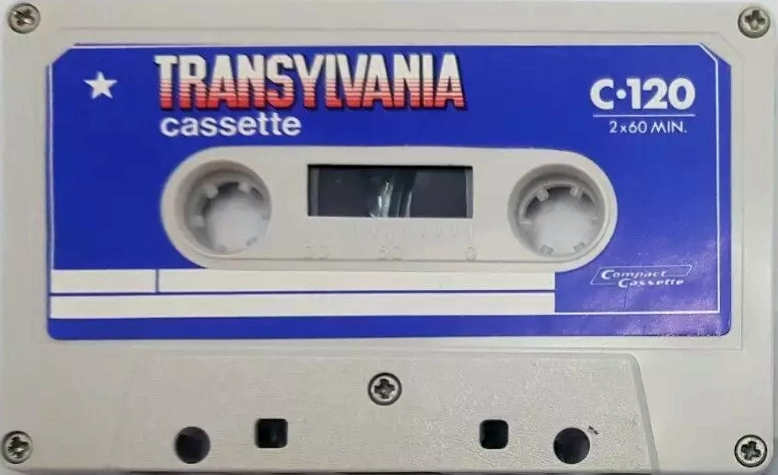 TRANSYLVANIA
cassette
C·120
2x60 MIN.
Compact
Cassette